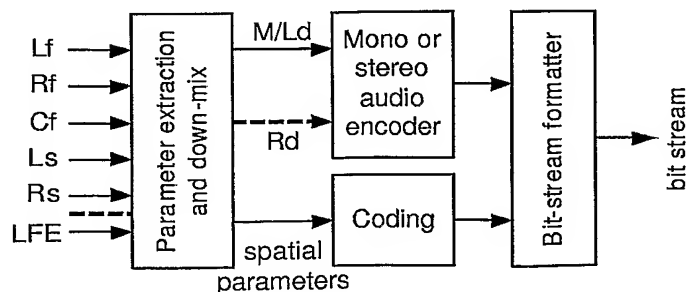 Lf
Rf
Cf
Ls
Rs
LFE
Parameter extraction
and down-mix
M/Ld
Rd
spatial
parameters
Mono or
stereo
audio
encoder
Coding
Bit-stream formatter
bit stream